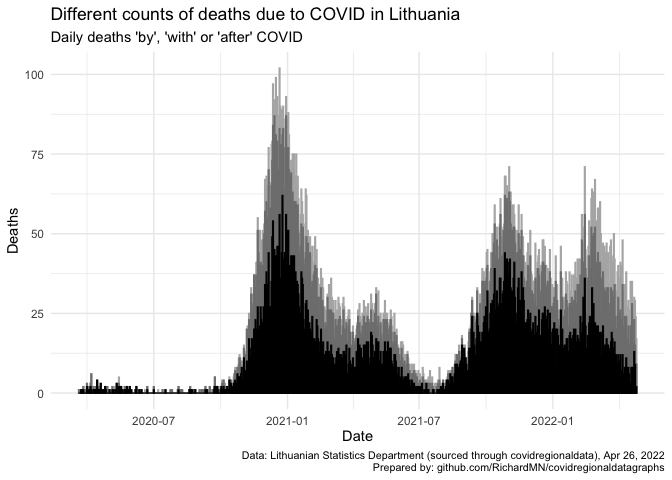 Different counts of deaths due to COVID in Lithuania
Daily deaths 'by', 'with' or 'after' COVID
100
75
50
25
0
Deaths
2020-07
2021-01
2021-07
2022-01
Date
Data: Lithuanian Statistics Department (sourced through covidregionaldata), Apr 26, 2022
Prepared by: github.com/RichardMN/covidregionaldatagraphs